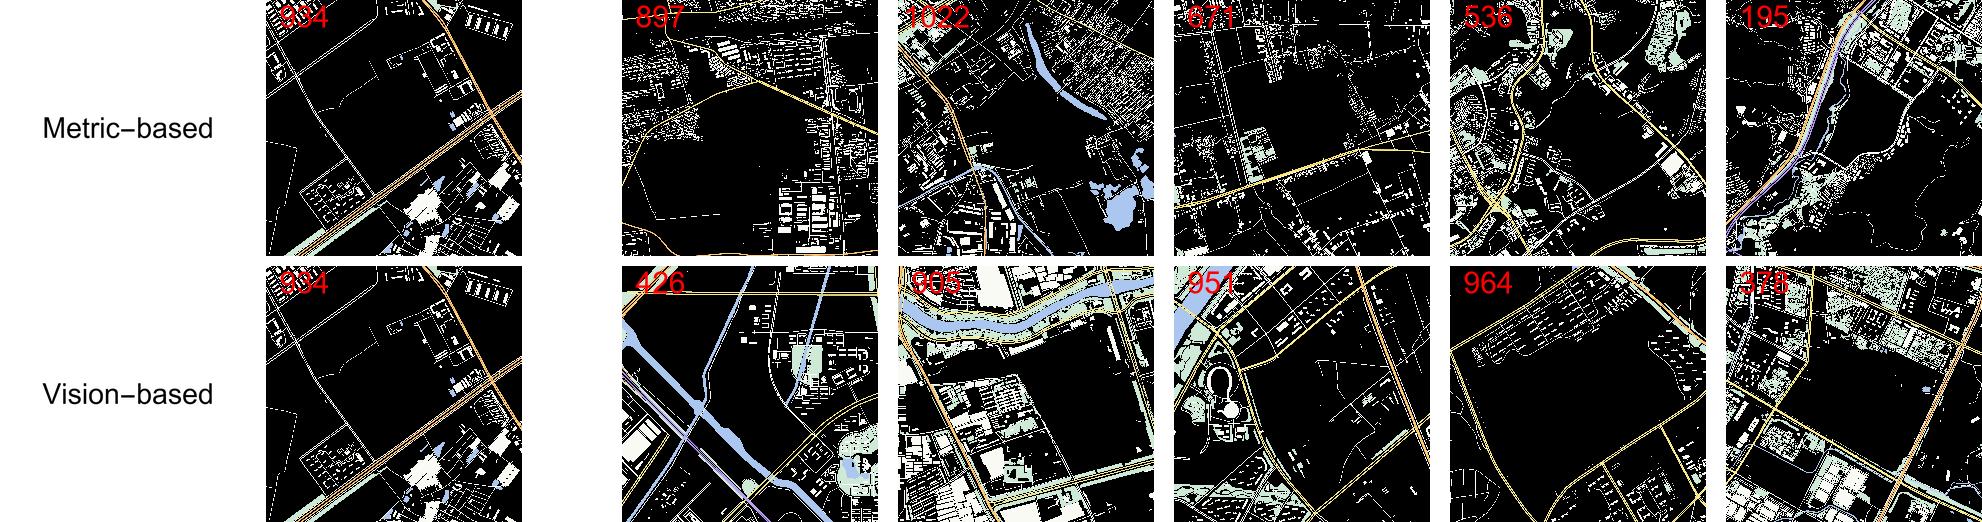 934 897 1022 671 536 195
Metric–based
934 426 905 951 964 378
Vision–based